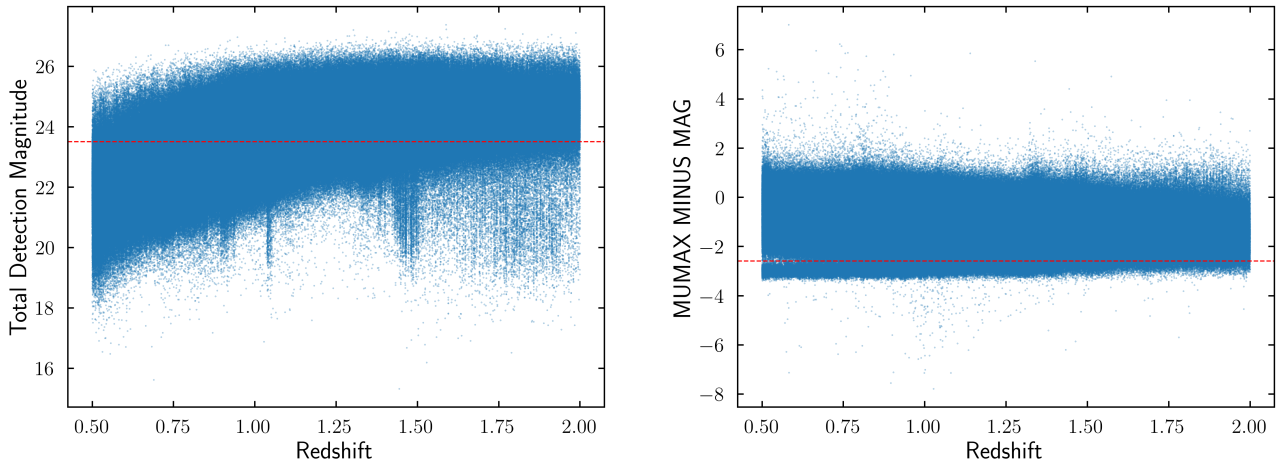 Total Detection Magnitude
26
24
22
20
18
16
0.50 0.75 1.00 1.25 1.50 1.75 2.00
Redshift
MUMAX MINUS MAG
6
4
2
0
−2
−4
−6
−8
0.50 0.75 1.00 1.25 1.50 1.75 2.00
Redshift